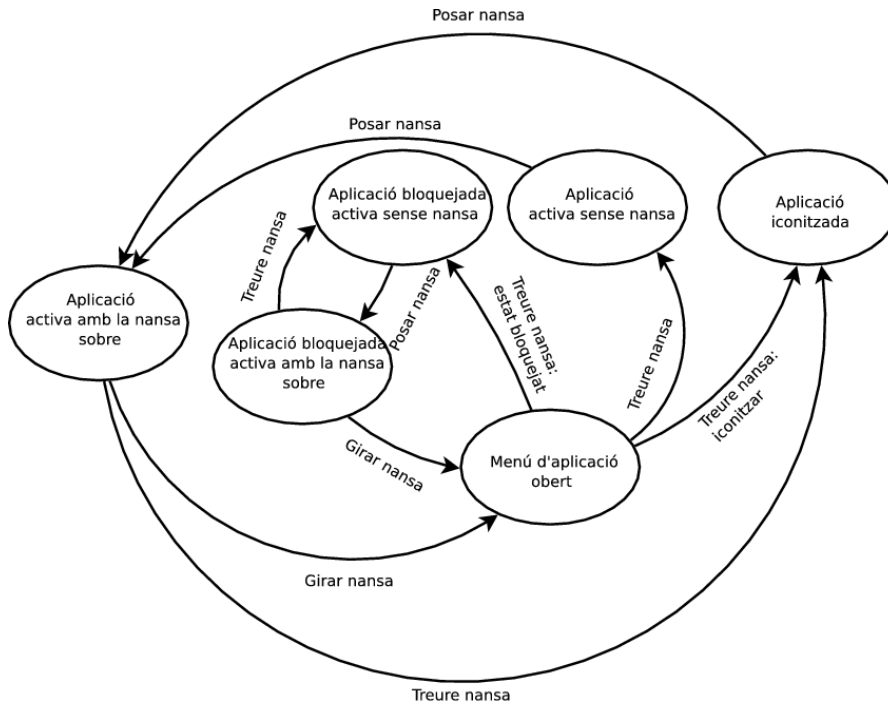 Posar nansa
Posar nansa
Aplicació bloquejada
activa sense nansa
Aplicació
activa sense nansa
Aplicació
iconitzada
Treure nansa
Posar nansa
Aplicació
activa amb la nansa
sobre
Aplicació bloquejada
activa amb la nansa
sobre
Treure nansa:
estat bloquejat
Treure nansa
Treure nansa:
iconitzar
Girar nansa
Menú d'aplicació
obert
Girar nansa
Treure nansa